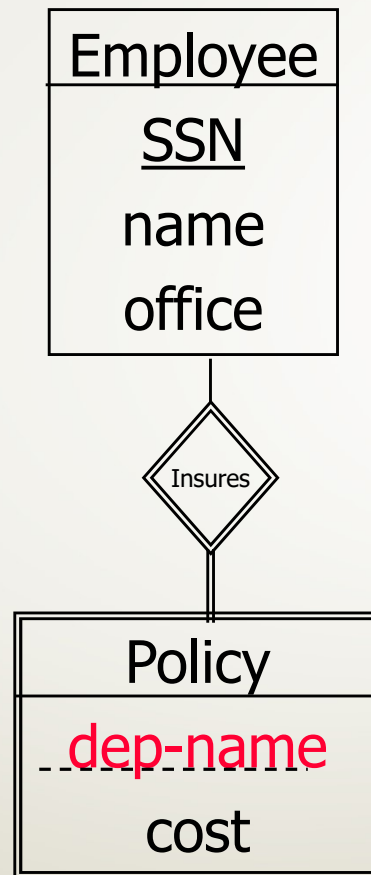 Employee
SSN
name
office
Insures
Policy
dep-name
cost